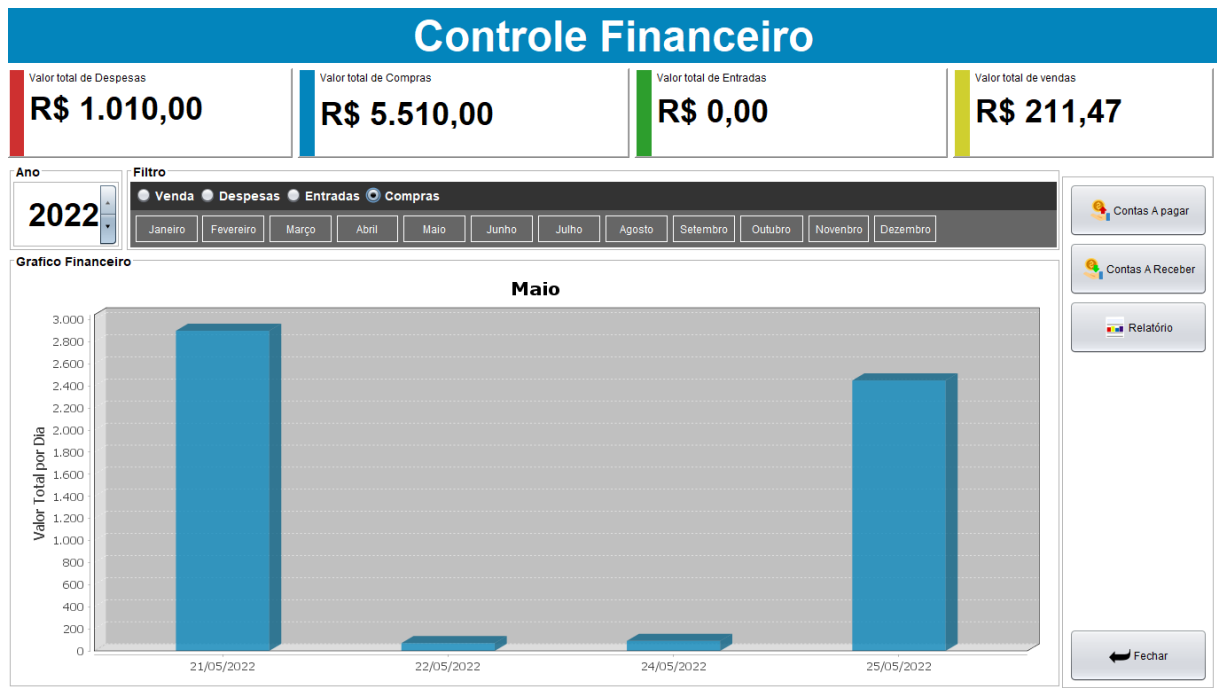 Controle Financeiro
Valor total de Despesas
R$ 1.010,00
Valor total de Compras
R$ 5.510,00
Valor total de Entradas
R$ 0,00
Valor total de vendas
R$ 211,47
Ano
2022
Filtro
Venda Despesas Entradas Compras
Janeiro Fevereiro Março Abril Maio Junho Julho Agosto Setembro Outubro Novenbro Dezembro
Contas A pagar
Contas A Receber
Relatório
Grafico Financeiro
Maio
Valor Total por Dia
3.000
2.800
2.600
2.400
2.200
2.000
1.800
1.600
1.400
1.200
1.000
800
600
400
200
0
21/05/2022 22/05/2022 24/05/2022 25/05/2022
Fechar